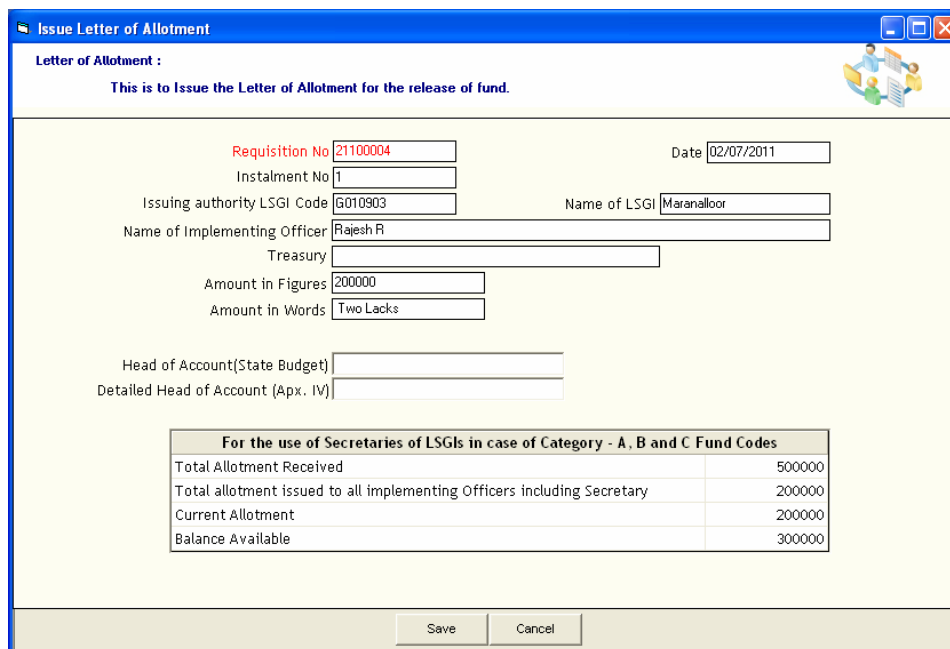 Issue Letter of Allotment
Letter of Allotment :
This is to Issue the Letter of Allotment for the release of fund.
Requisition No 21100004 Date 02/07/2011
Instalment No 1
Issuing authority LSGI Code G010903 Name of LSGI Maranalloor
Name of Implementing Officer Rajesh R
Treasury
Amount in Figures 200000
Amount in Words Two Lacks
Head of Account(State Budget)
Detailed Head of Account (Apx. IV)
For the use of Secretaries of LSGIs in case of Category - A, B and C Fund Codes
Total Allotment Received 500000
Total allotment issued to all implementing Officers including Secretary 200000
Current Allotment 200000
Balance Available 300000
Save Cancel